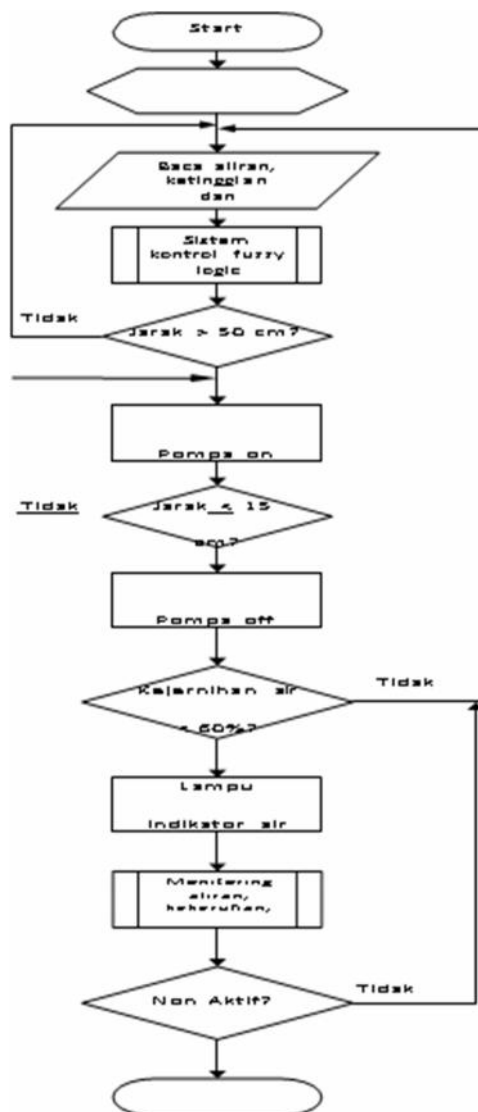 Start
Baca aliran,
ketinggian
dan
Sistem
kontrol fuzzy
logic
Tidak
Jarak > 50 cm?
Pompa on
Tidak
Jarak < 15
cm?
Pompa off
Kejernihan air
Tidak
< 60%?
Lampu
indikator air
Monitoring
aliran,
kekeruhan,
Non Aktif?
Tidak